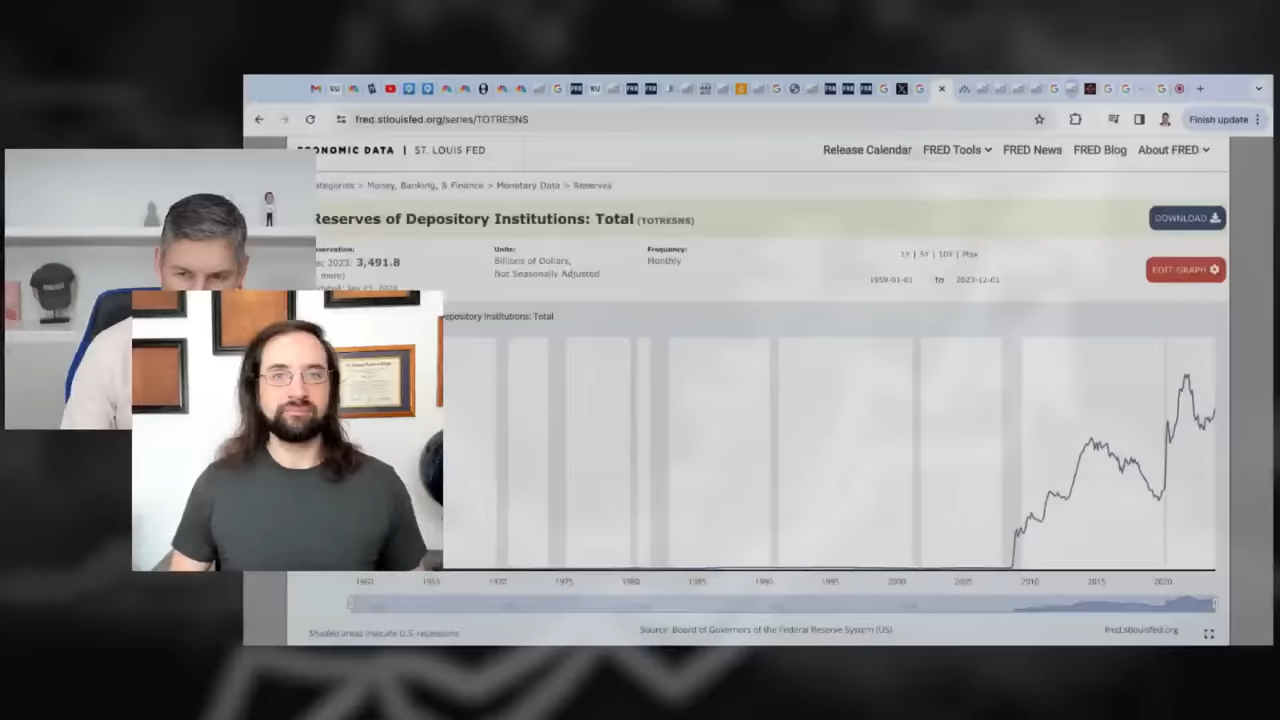 fred.stlouisfed.org/series/TOTRESNS
Finish update
ECONOMIC DATA | ST. LOUIS FED
Release Calendar
FRED Tools
FRED News
FRED Blog
About FRED
> Money, Banking, & Finance > Monetary Data > Reserves
Reserves of Depository Institutions: Total (TOTRESNS)
DOWNLOAD
Dec 2023: 3,491.8
more)
Units:
Billions of Dollars,
Not Seasonally Adjusted
Frequency:
Monthly
1Y | 5Y | 10Y | Max
1959-01-01 to 2023-12-01
EDIT GRAPH
Depository Institutions: Total
1960 1965 1970 1975 1980 1985 1990 1995 2000 2005 2010 2015 2020
Shaded areas indicate U.S. recessions.
Source: Board of Governors of the Federal Reserve System (US)
fred.stlouisfed.org